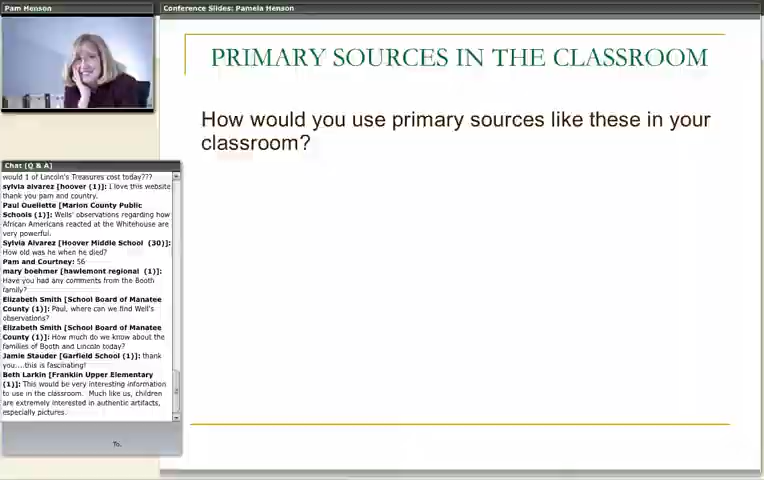 Pam Henson
Conference Slides: Pamela Henson
PRIMARY SOURCES IN THE CLASSROOM
How would you use primary sources like these in your
classroom?
Chat (Q & A)
would 1 of Lincoln's Treasures cost today???
sylvia alvarez [hoover (1)]: I love this website
thank you pam and country.
Paul Ouellette [Marion County Public
Schools (1)]: Wells' observations regarding how
African Americans reacted at the Whitehouse are
very powerful.
Sylvia Alvarez [Hoover Middle School (30)]:
How old was he when he died?
Pam and Courtney: 56
mary boehmer [hawlemont regional (1)]:
Have you had any comments from the Booth
family?
Elizabeth Smith [School Board of Manatee
County (1)]: Paul, where can we find Well's
observations?
Elizabeth Smith [School Board of Manatee
County (1)]: How much do we know about the
families of Booth and Lincoln today?
Jamie Stauder [Garfield School (1)]: thank
you....this is fascinating!
Beth Larkin [Franklin Upper Elementary
(1)]: This would be very interesting information
to use in the classroom. Much like us, children
are extremely interested in authentic artifacts,
especially pictures.
To,